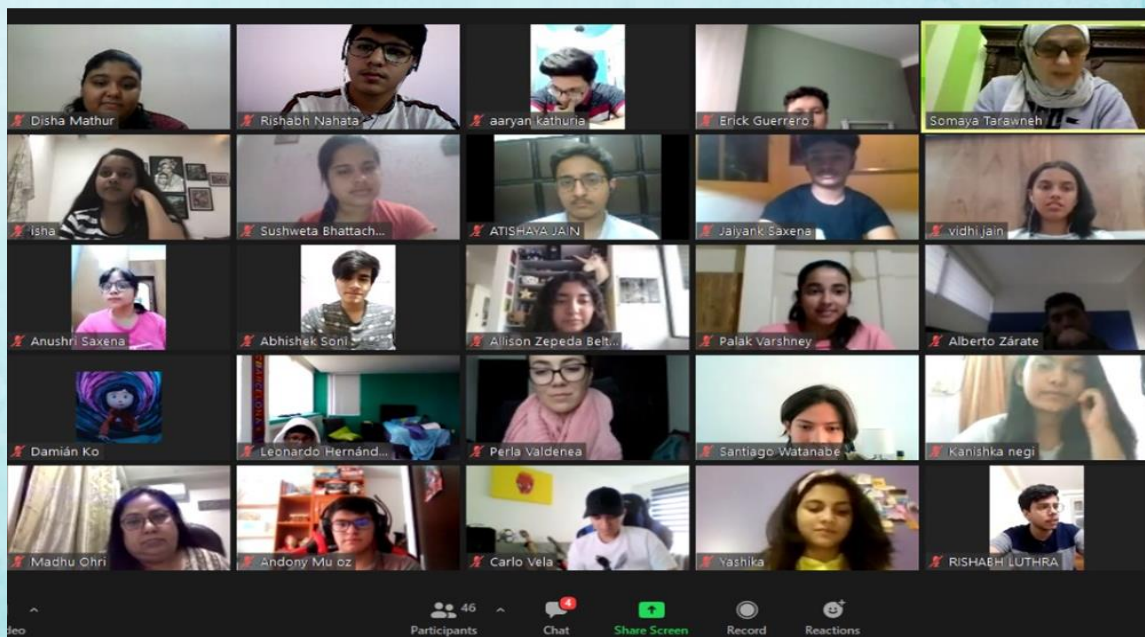 Disha Mathur
Rishabh Nahata
aaryan kathuria
Erick Guerrero
Somaya Tarawneh
isha
Sushweta Bhattach...
ATISHAYA JAIN
Jaiyank Saxena
vidhi jain
Anushri Saxena
Abhishek Soni
Allison Zepeda Belt...
Palak Varshney
Alberto Zárate
Damián Ko
Leonardo Hernánd...
Perla Valdenea
Santiago Watanabe
Kanishka negi
Madhu Ohri
Andony Mu oz
Carlo Vela
Yashika
RISHABH LUTHRA
46
4
deo
Participants
Chat
Share Screen
Record
Reactions